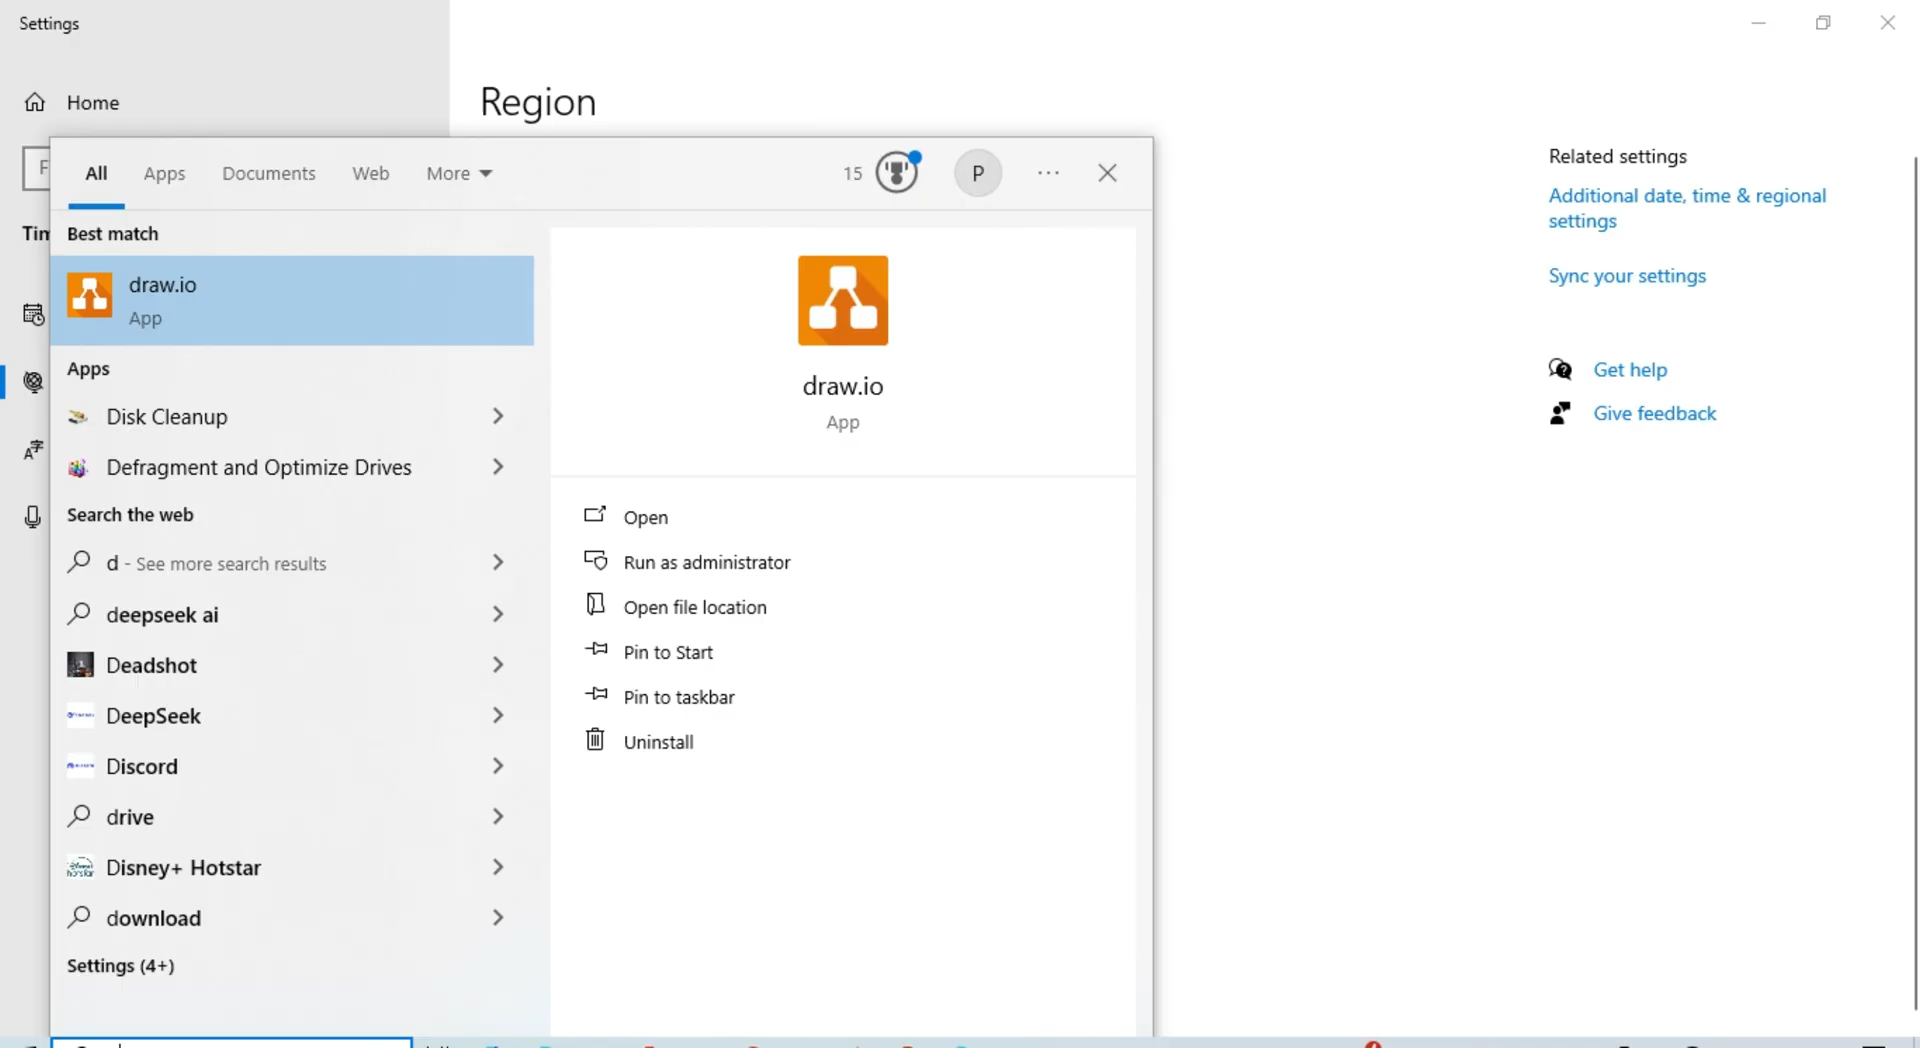 Settings
Home
Region
F
Tim
All
Apps
Documents
Web
More
15
P
Best match
draw.io
App
Apps
Disk Cleanup
Defragment and Optimize Drives
Search the web
d - See more search results
deepseek ai
Deadshot
DeepSeek
Discord
drive
Disney+ Hotstar
download
Settings (4+)
draw.io
App
Open
Run as administrator
Open file location
Pin to Start
Pin to taskbar
Uninstall
Related settings
Additional date, time & regional
settings
Sync your settings
Get help
Give feedback